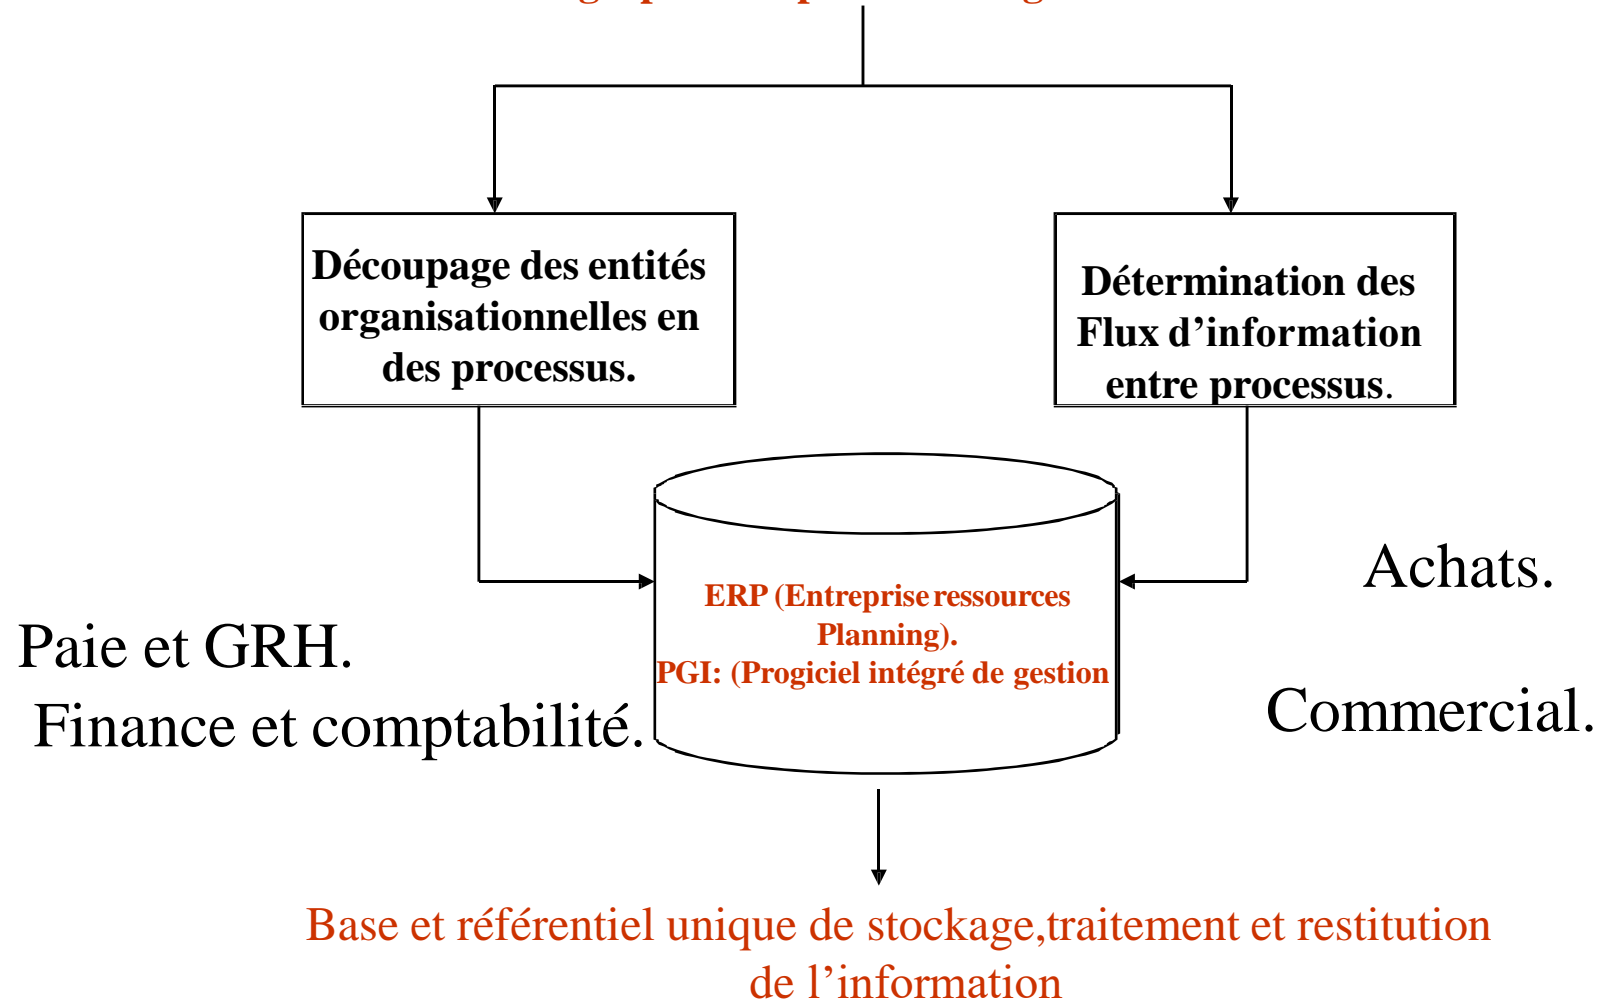 Découpage des entités
organisationnelles en
des processus.
Détermination des
Flux d’information
entre processus.
ERP (Entreprise ressources
Planning).
PGI: (Progiciel intégré de gestion
Achats.
Paie et GRH.
Commercial.
Finance et comptabilité.
Base et référentiel unique de stockage,traitement et restitution
de l’information